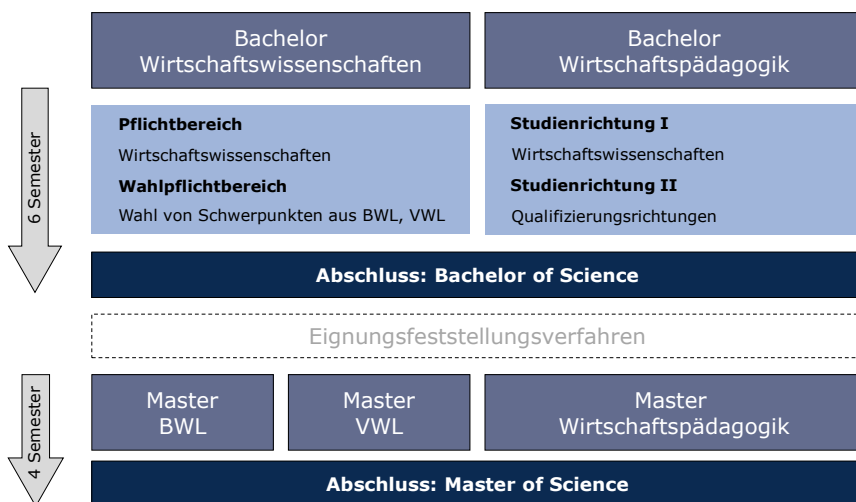 Bachelor
Wirtschaftswissenschaften
Bachelor
Wirtschaftspädagogik
6 Semester
Pflichtbereich
Wirtschaftswissenschaften
Wahlpflichtbereich
Wahl von Schwerpunkten aus BWL, VWL
Studienrichtung I
Wirtschaftswissenschaften
Studienrichtung II
Qualifizierungsrichtungen
Abschluss: Bachelor of Science
Eignungsfeststellungsverfahren
4 Semester
Master
BWL
Master
VWL
Master
Wirtschaftspädagogik
Abschluss: Master of Science